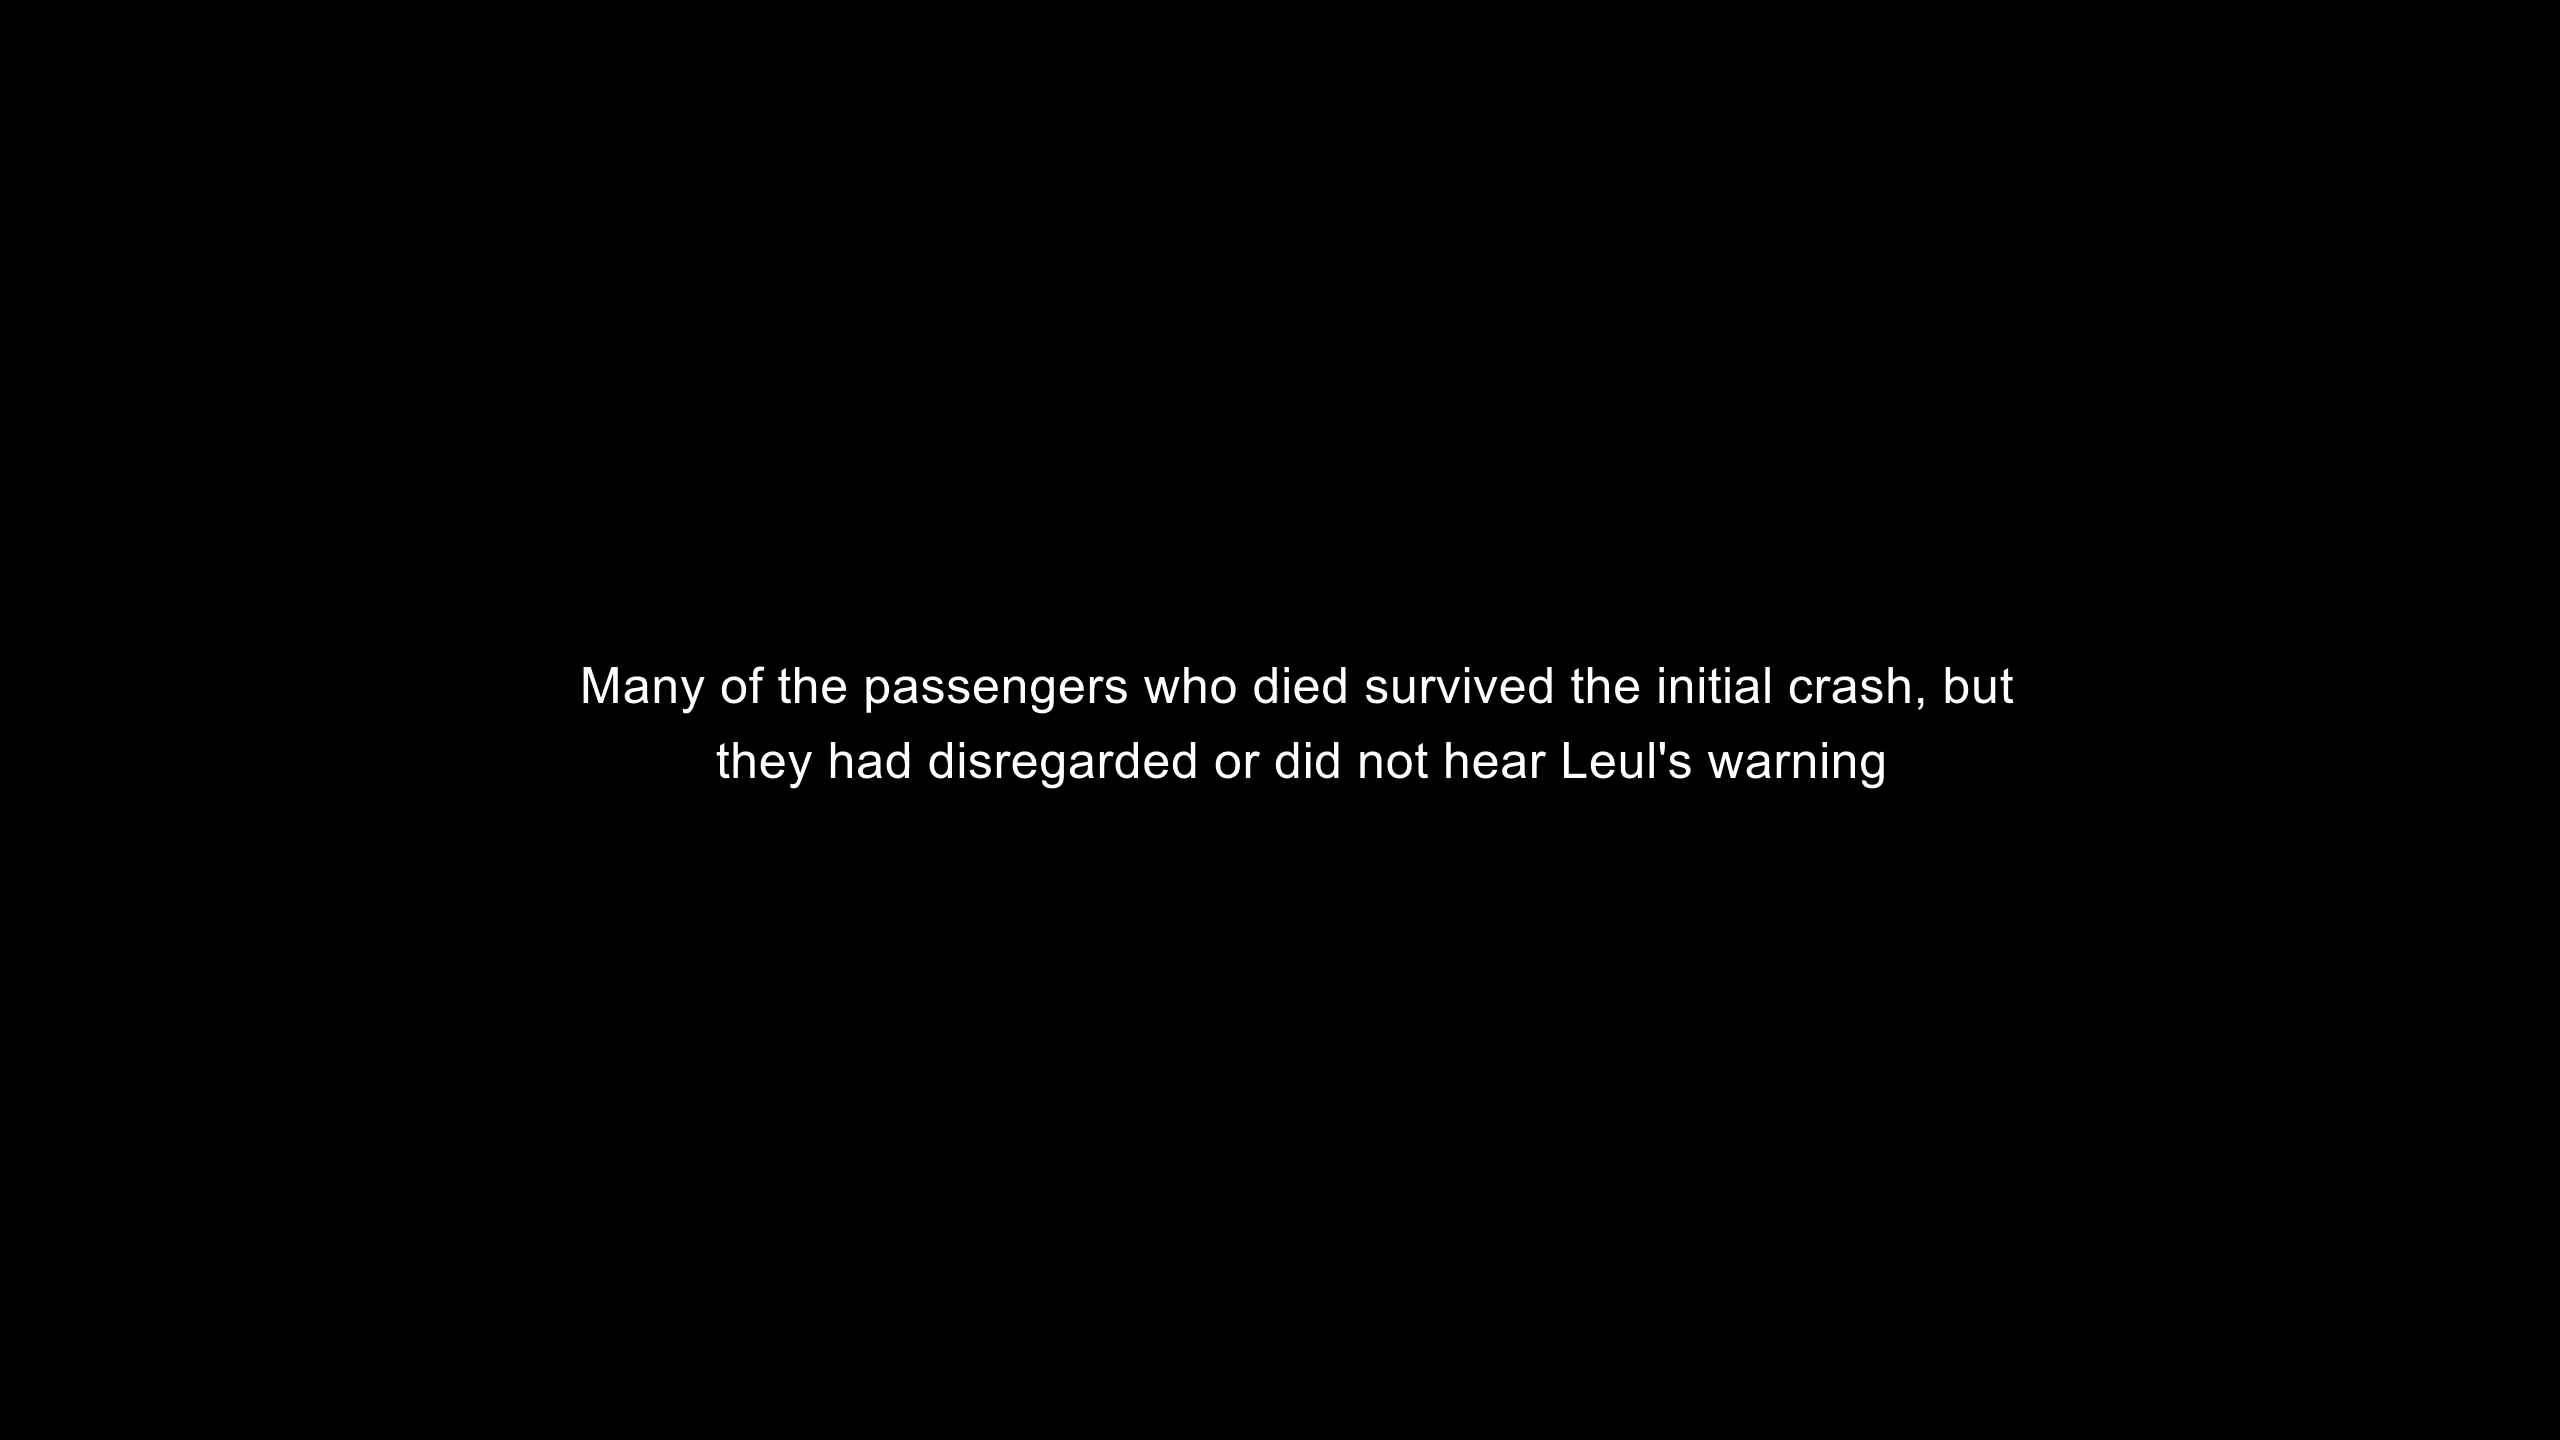 Many of the passengers who died survived the initial crash, but
they had disregarded or did not hear Leul's warning